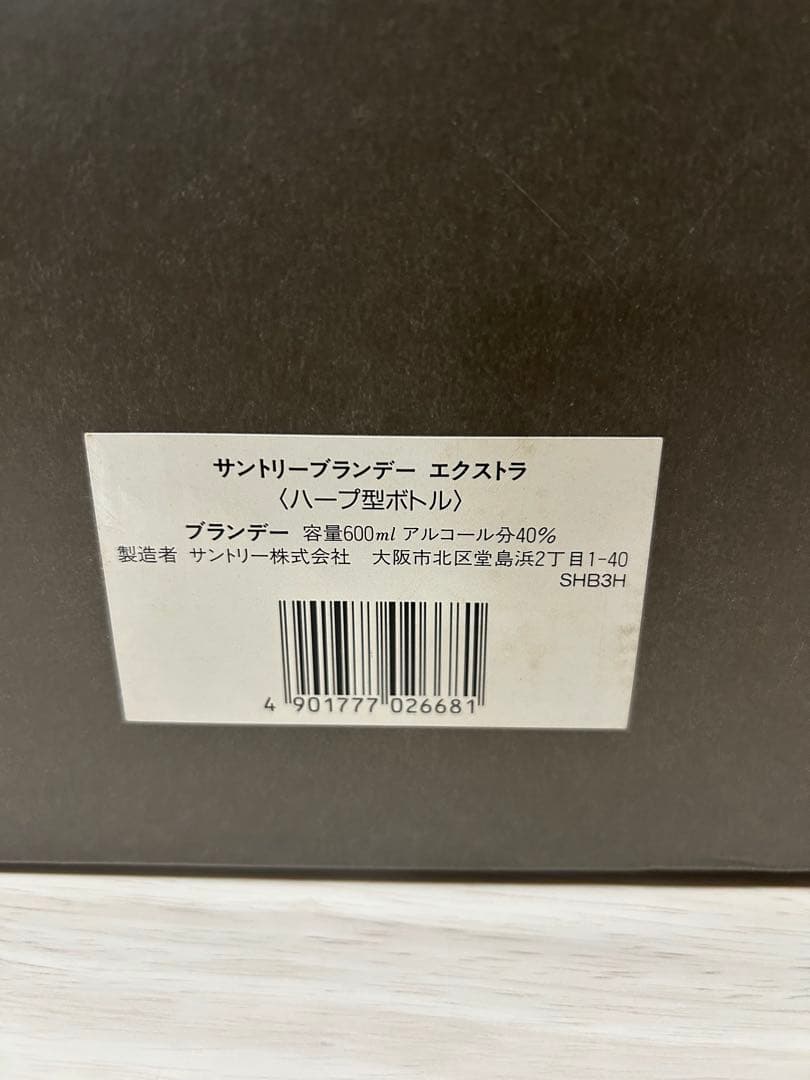 サントリーブランデー エクストラ
〈ハープ型ボトル〉
ブランデー 容量600ml アルコール分40%
製造者 サントリー株式会社 大阪市北区堂島浜2丁目1-40
SHB3H
4 901777 026681